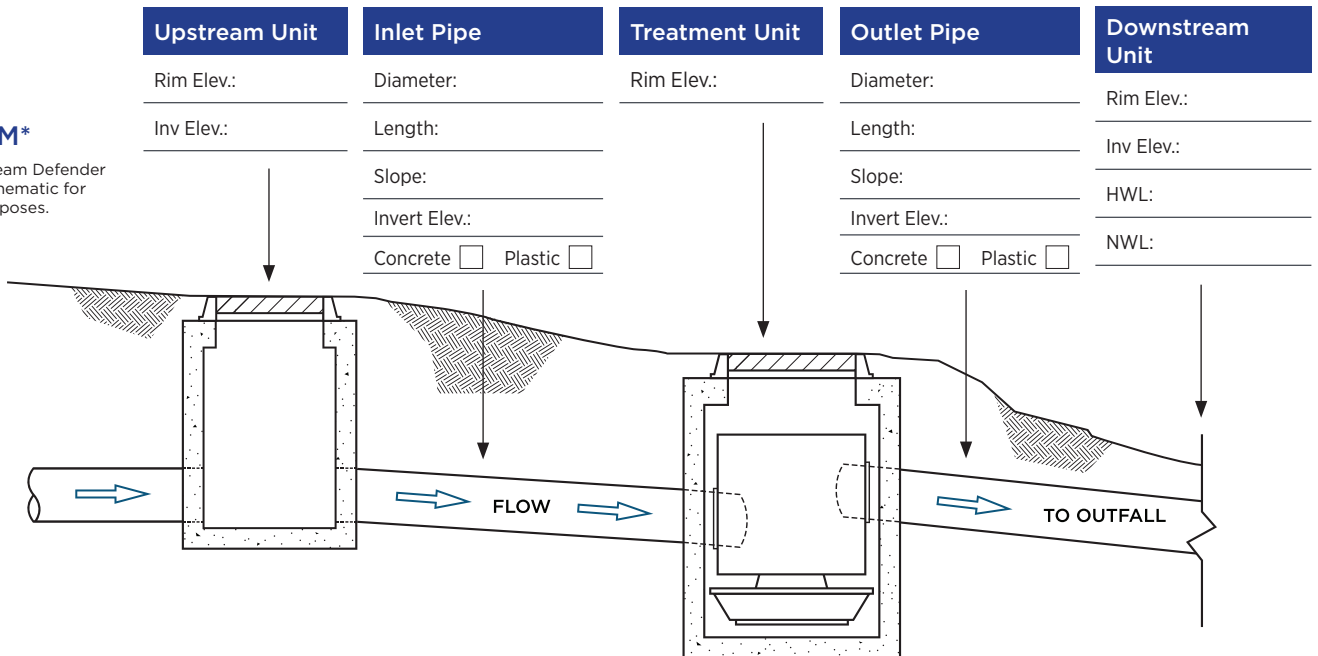 Upstream Unit
Rim Elev.:
Inv Elev.:
Inlet Pipe
Diameter:
Length:
Slope:
Invert Elev.:
Concrete Plastic
Treatment Unit
Rim Elev.:
Outlet Pipe
Diameter:
Length:
Slope:
Invert Elev.:
Concrete Plastic
Downstream
Unit
Rim Elev.:
Inv Elev.:
HWL:
NWL:
Defender
for
FLOW
TO OUTFALL